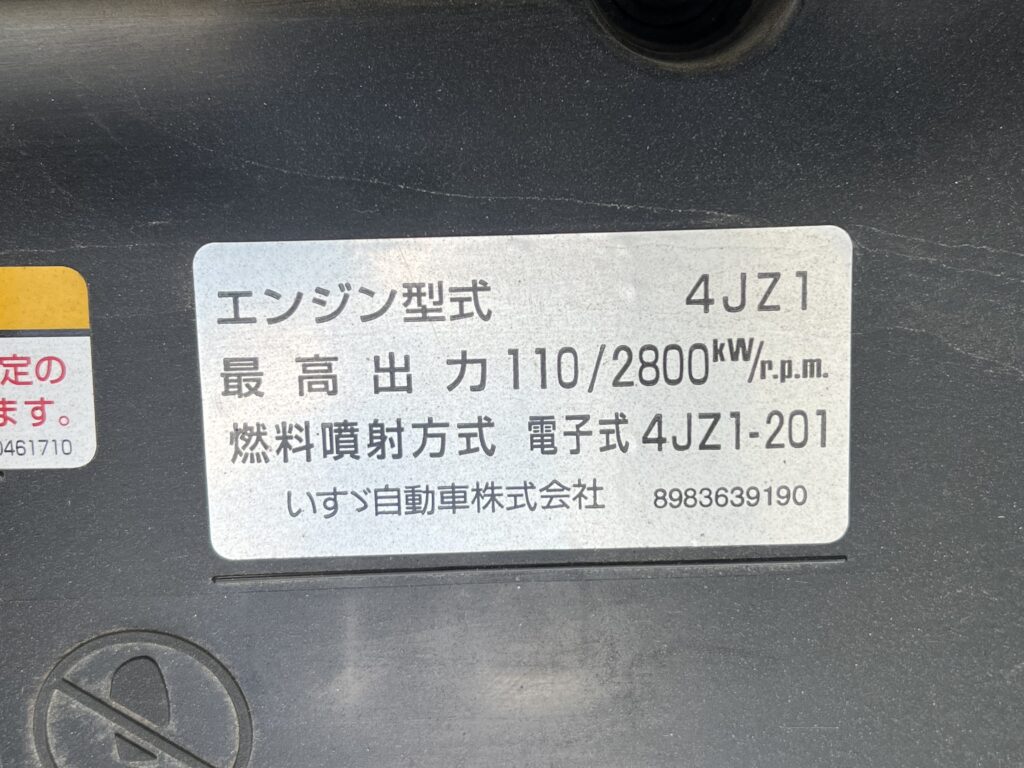 エンジン型式 4JZ1
最高出力 110/2800kW/r.p.m.
燃料噴射方式 電子式 4JZ1-201
いすゞ自動車株式会社 8983639190
定の
ます。
0461710